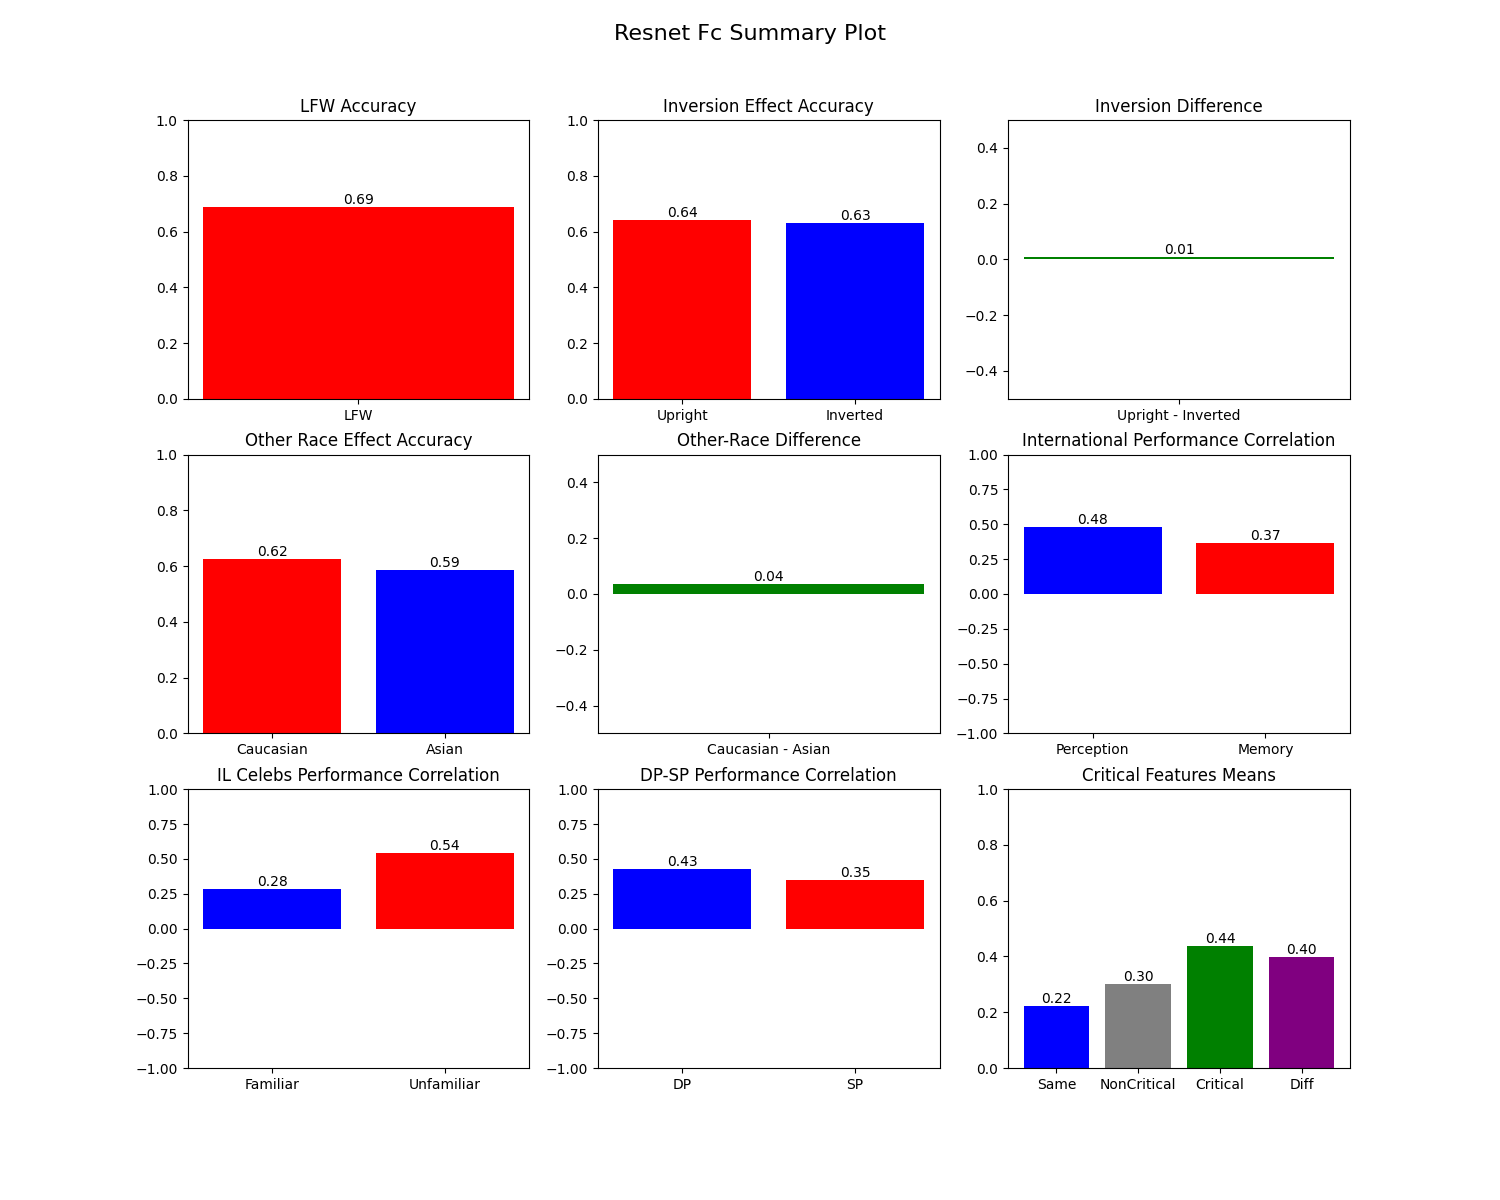 Resnet Fc Summary Plot
LFW Accuracy
1.0
0.8
0.6
0.4
0.2
0.0
0.69
LFW
Inversion Effect Accuracy
1.0
0.8
0.6
0.4
0.2
0.0
0.64
0.63
Upright
Inverted
Inversion Difference
0.4
0.2
0.0
−0.2
−0.4
0.01
Upright - Inverted
Other Race Effect Accuracy
1.0
0.8
0.6
0.4
0.2
0.0
0.62
0.59
Caucasian
Asian
Other-Race Difference
0.4
0.2
0.0
−0.2
−0.4
0.04
Caucasian - Asian
International Performance Correlation
1.00
0.75
0.50
0.25
0.00
−0.25
−0.50
−0.75
−1.00
0.48
0.37
Perception
Memory
IL Celebs Performance Correlation
1.00
0.75
0.50
0.25
0.00
−0.25
−0.50
−0.75
−1.00
0.28
0.54
Familiar
Unfamiliar
DP-SP Performance Correlation
1.00
0.75
0.50
0.25
0.00
−0.25
−0.50
−0.75
−1.00
0.43
0.35
DP
SP
Critical Features Means
1.0
0.8
0.6
0.4
0.2
0.0
0.22
0.30
0.44
0.40
Same
NonCritical
Critical
Diff